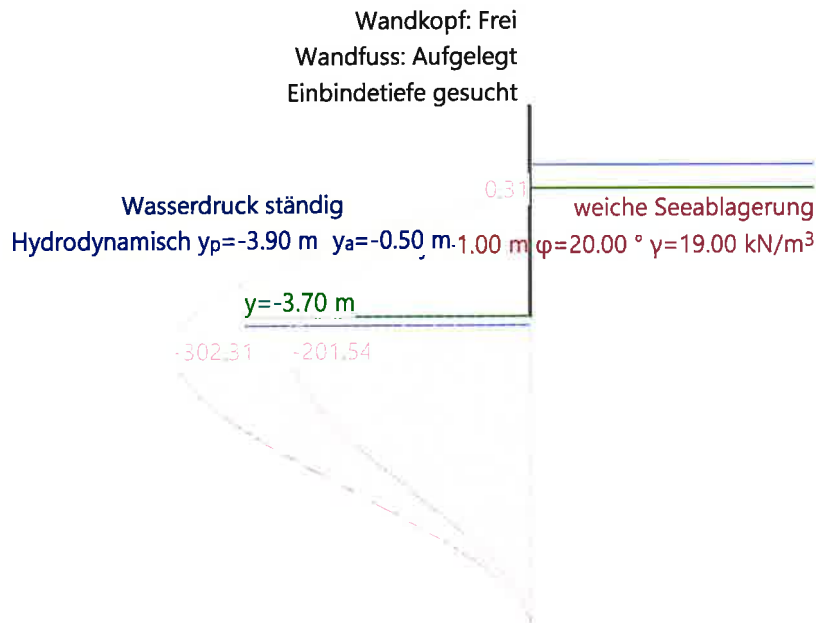 Wandkopf: Frei
Wandfuss: Aufgelegt
Einbindetiefe gesucht
0.31
Wasserdruck ständig
weiche Seeablagerung
Hydrodynamisch yp=-3.90 m ya=-0.50 m
-1.00 m φ=20.00 ° γ=19.00 kN/m³
y=-3.70 m
-302.31
-201.54